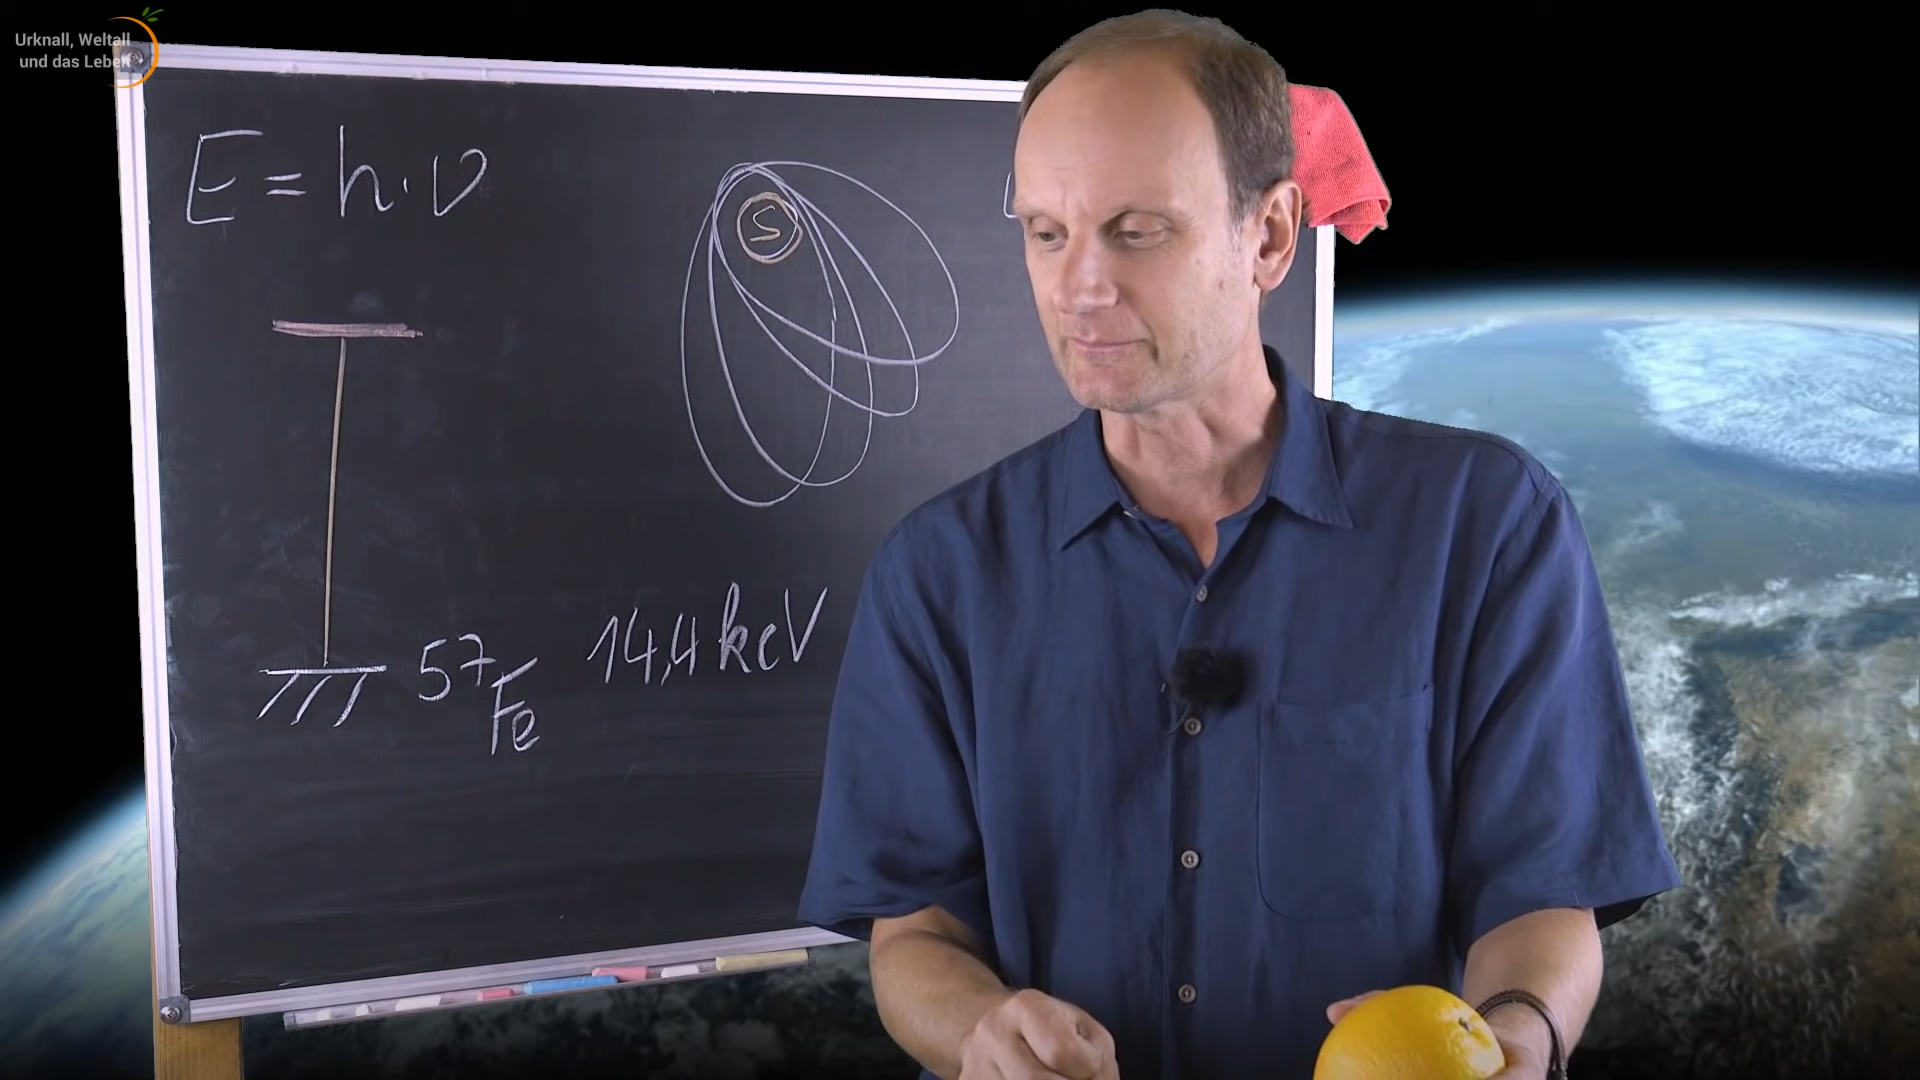 Urknall, Weltall
und das Leben
E = h · ν
S
57
Fe
14,4 keV